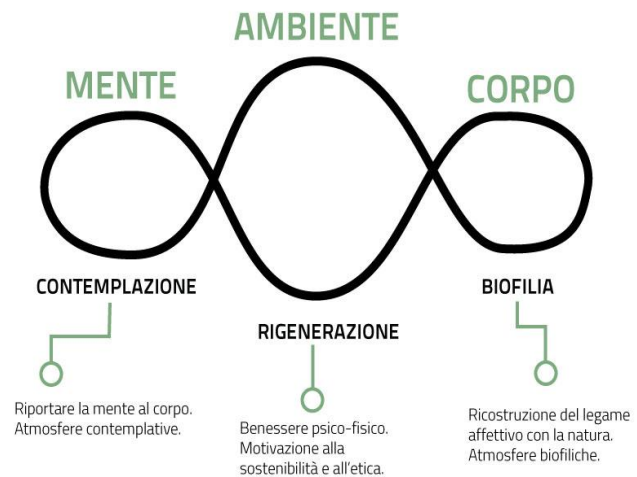 AMBIENTE
MENTE
CORPO
CONTEMPLAZIONE
BIOFILIA
RIGENERAZIONE
Riportare la mente al corpo.
Atmosfere contemplative.
Benessere psico-fisico.
Motivazione alla
sostenibilità e all'etica.
Ricostruzione del legame
affettivo con la natura.
Atmosfere biofiliche.